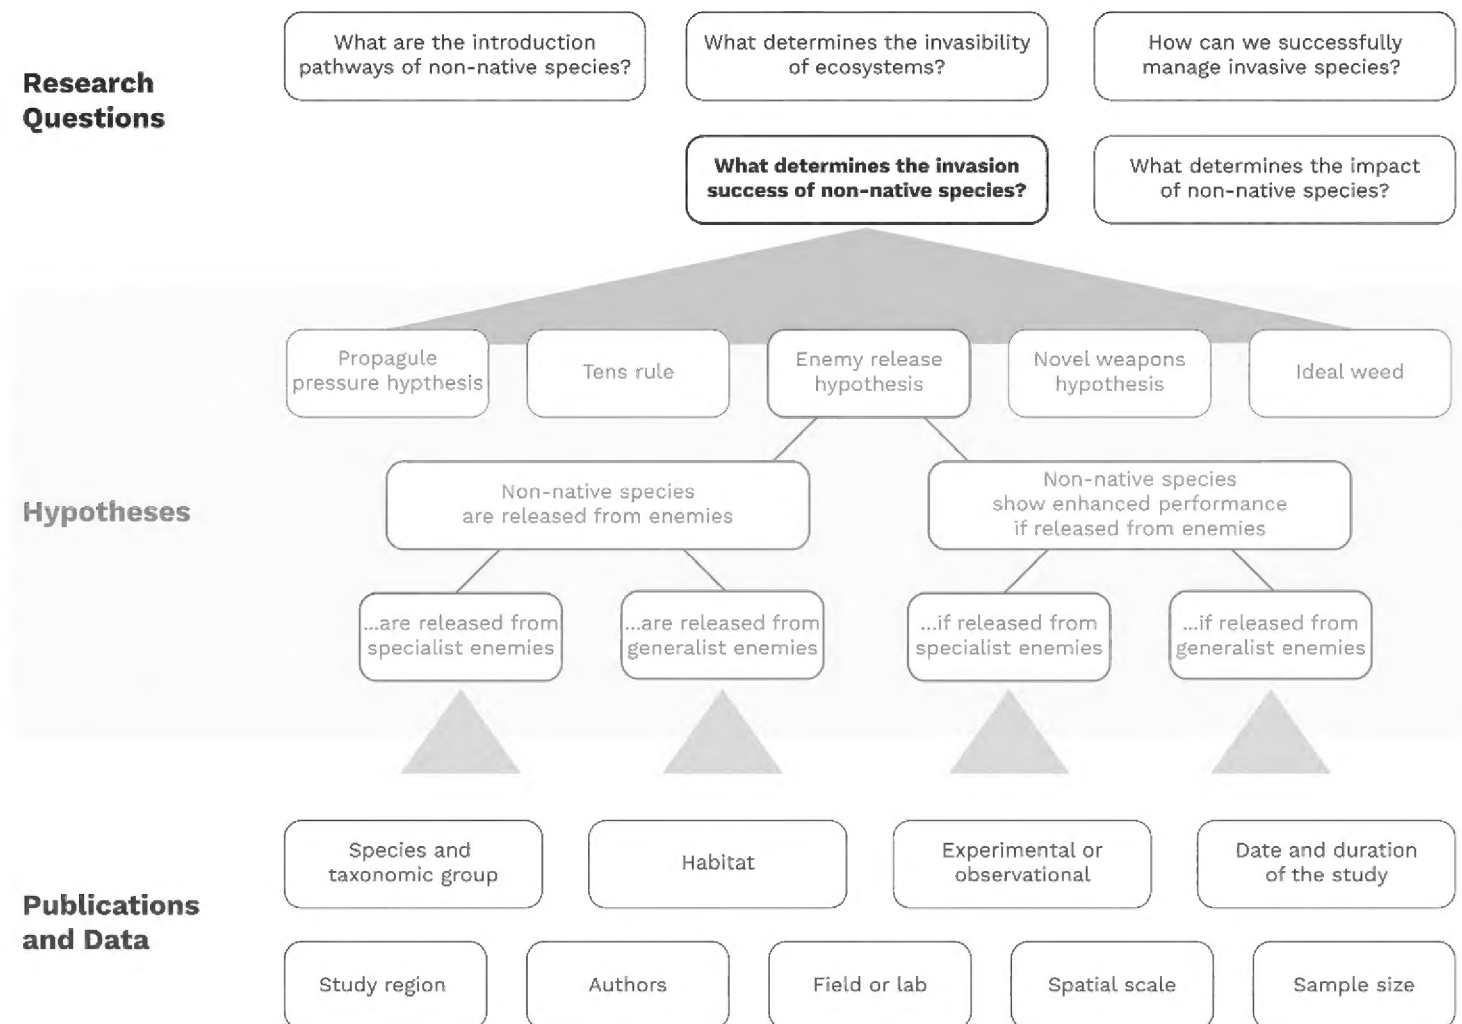 Research
Questions
What are the introduction
pathways of non-native species?
What determines the invasibility
of ecosystems?
How can we successfully
manage invasive species?
What determines the invasion
success of non-native species?
What determines the impact
of non-native species?
Hypotheses
Propagule
pressure hypthesis
Tens rule
Enemy release
hypothesis
Novel weapons
hypothesis
Ideal weed
Non-native species
are released from enemies
Non-native species
show enhanced performance
if released from enemies
...are released from
specialist enemies
...are released from
generalist enemies
...if released from
specialist enemies
...if released from
generalist enemies
Publications
and Data
Species and
taxonomic group
Habitat
Experimental or
observational
Date and duration
of the study
Study region
Authors
Field or lab
Spatial scale
Sample size